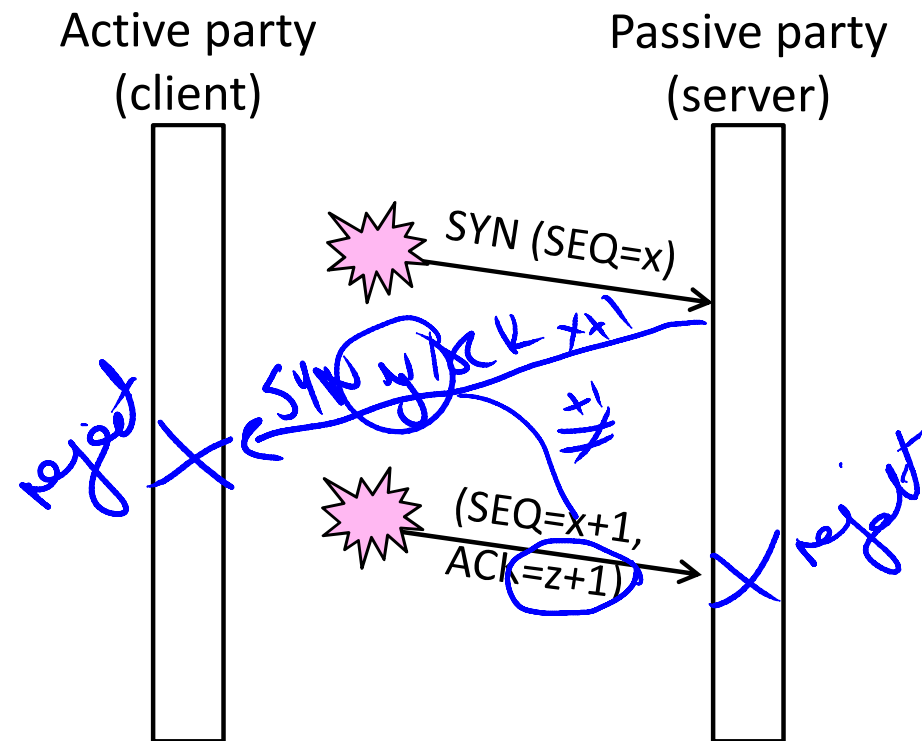 Active party
(client)
Passive party
(server)
SYN (SEQ=x)
SYN y ACK x+1
reject
+1
≠
(SEQ=x+1,
ACK=z+1)
reject